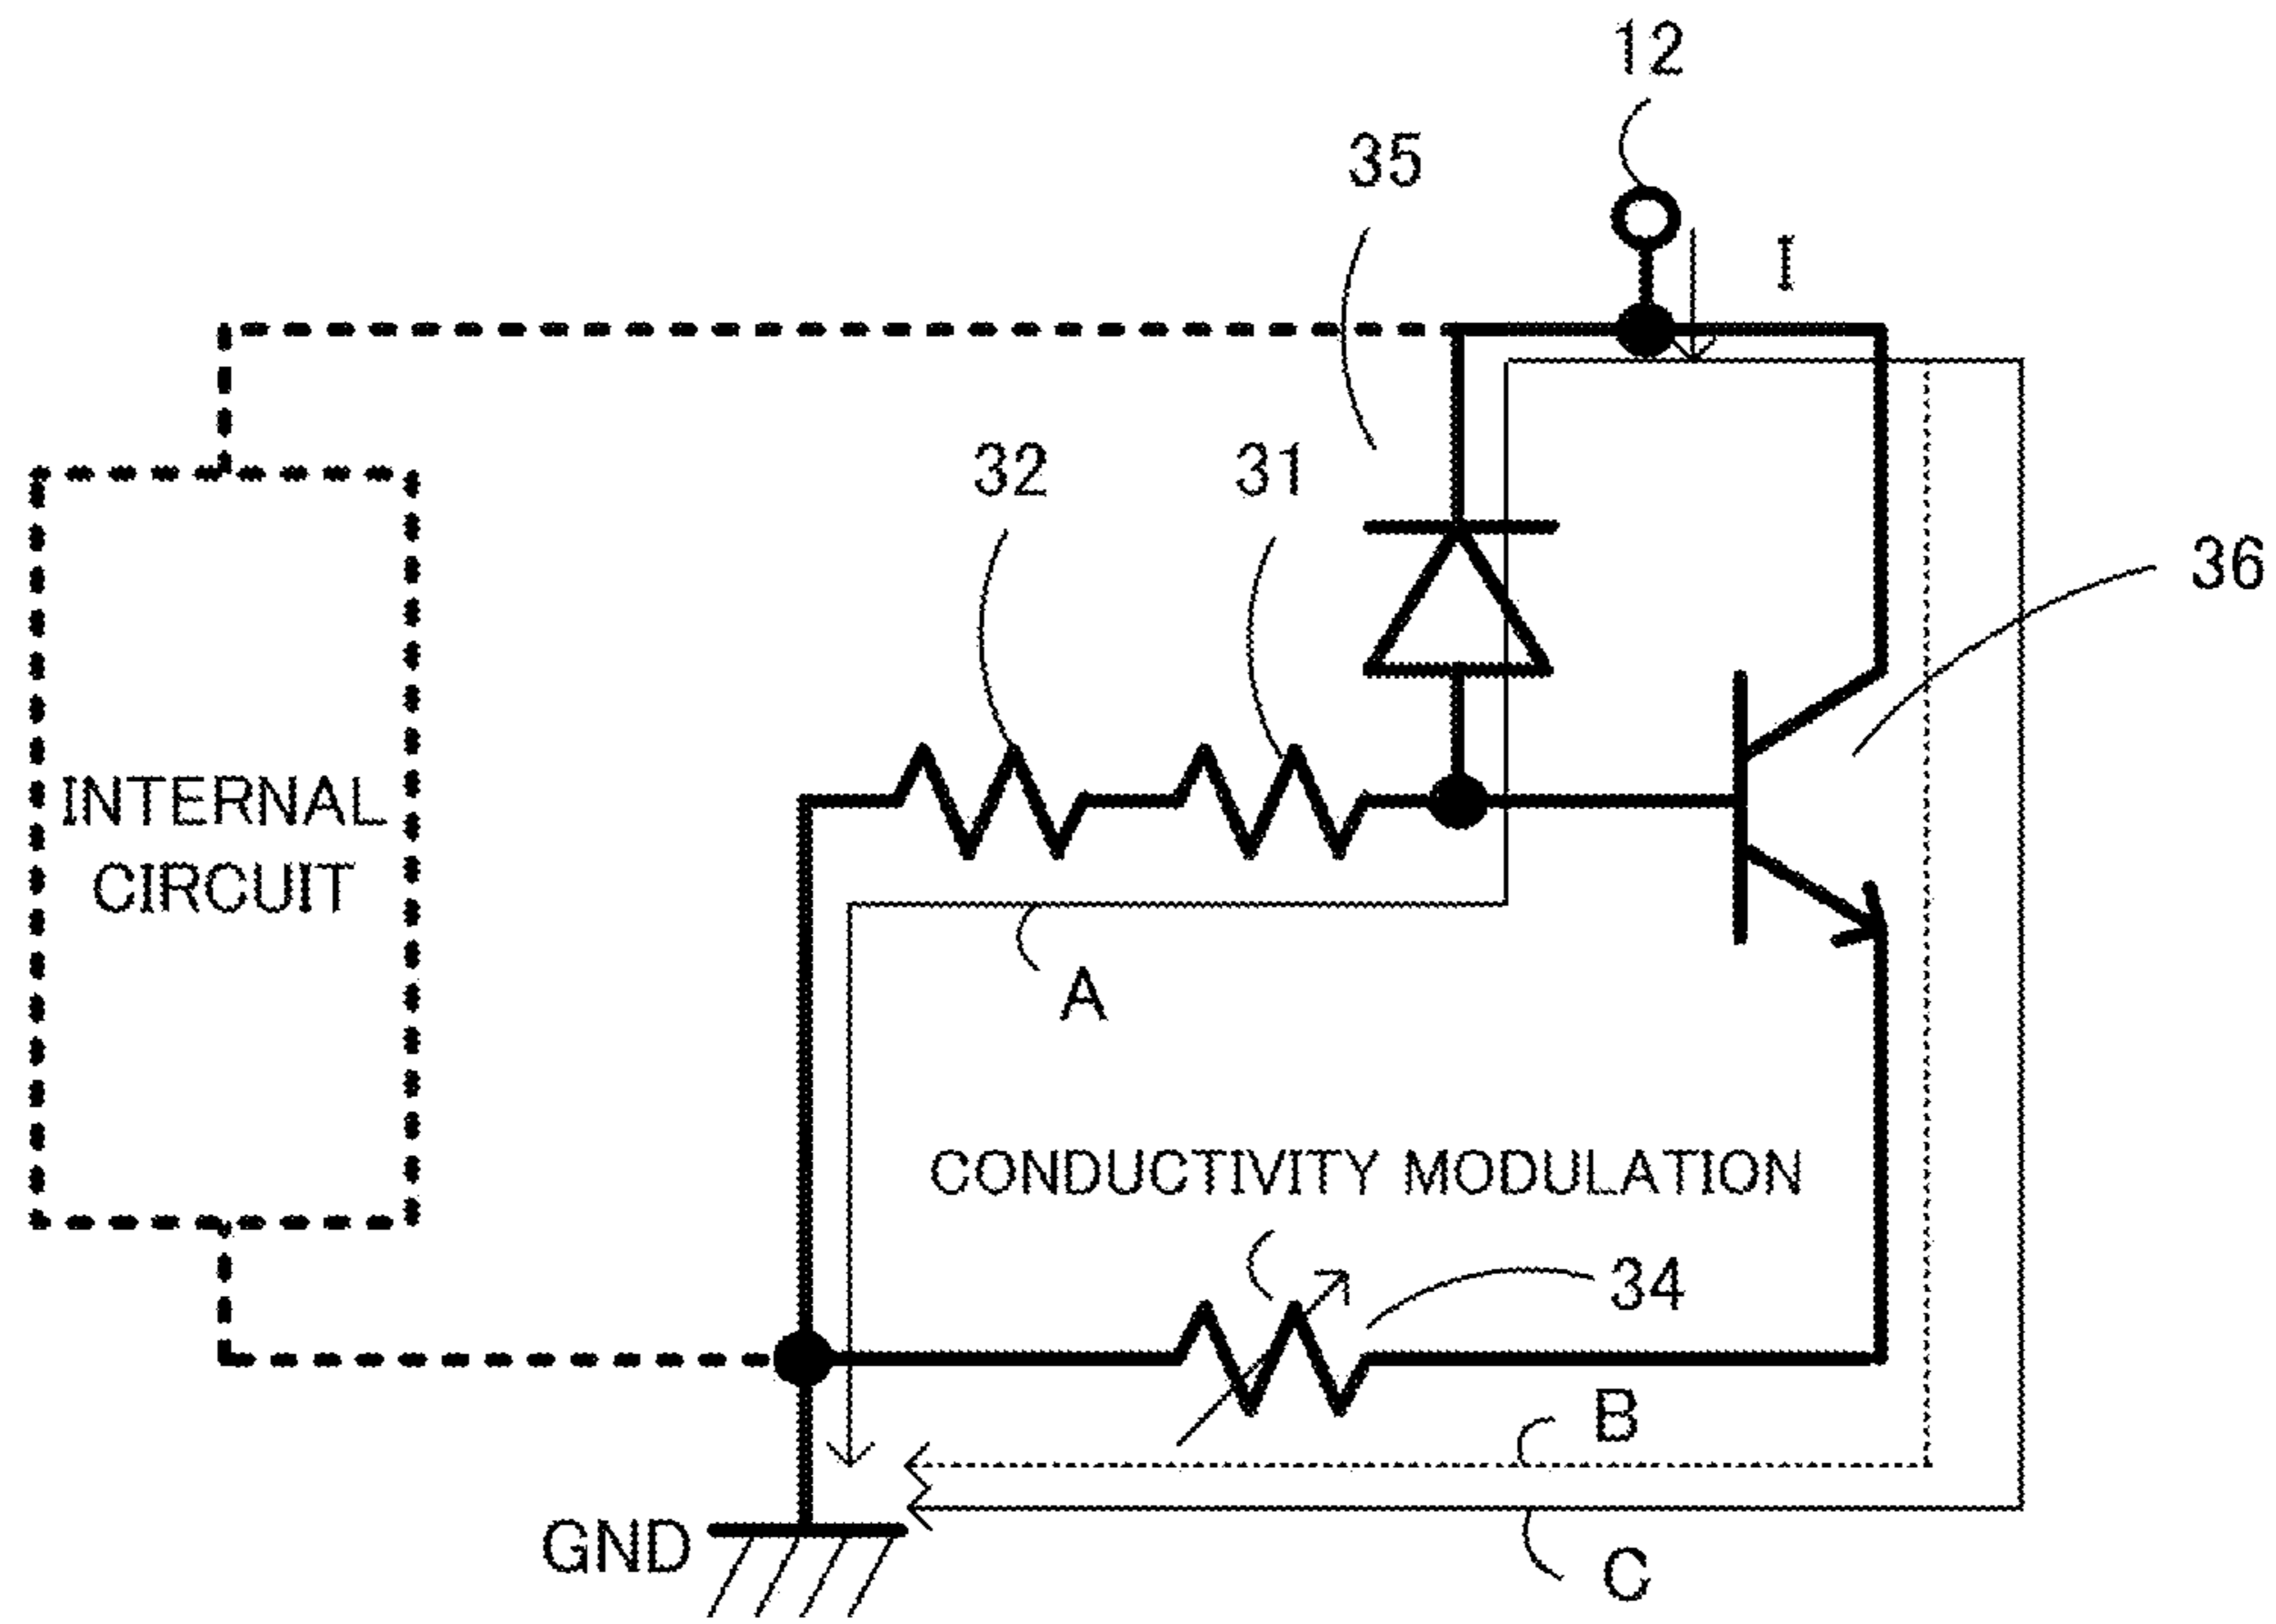 12
35
I
32
31
36
INTERNAL
CIRCUIT
A
CONDUCTIVITY MODULATION
34
B
GND
C